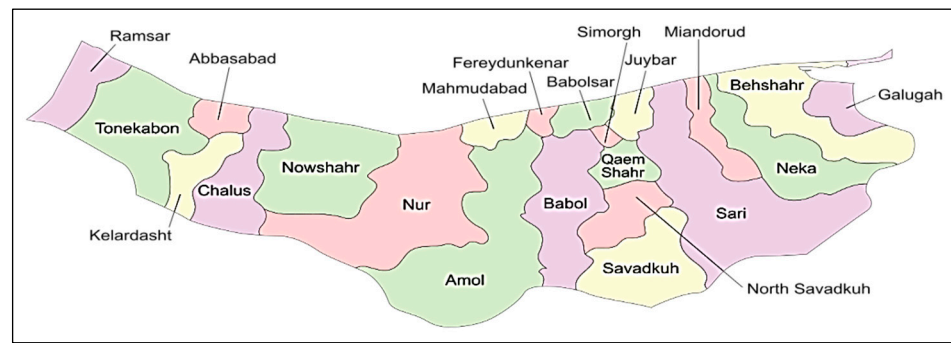 Ramsar
Abbasabad
Simorgh
Miandorud
Fereydunkenar
Juybar
Mahmudabad
Babolsar
Behshahr
Galugah
Tonekabon
Nowshahr
Qaem
Shahr
Neka
Chalus
Nur
Babol
Sari
Kelardasht
Amol
Savadkuh
North Savadkuh